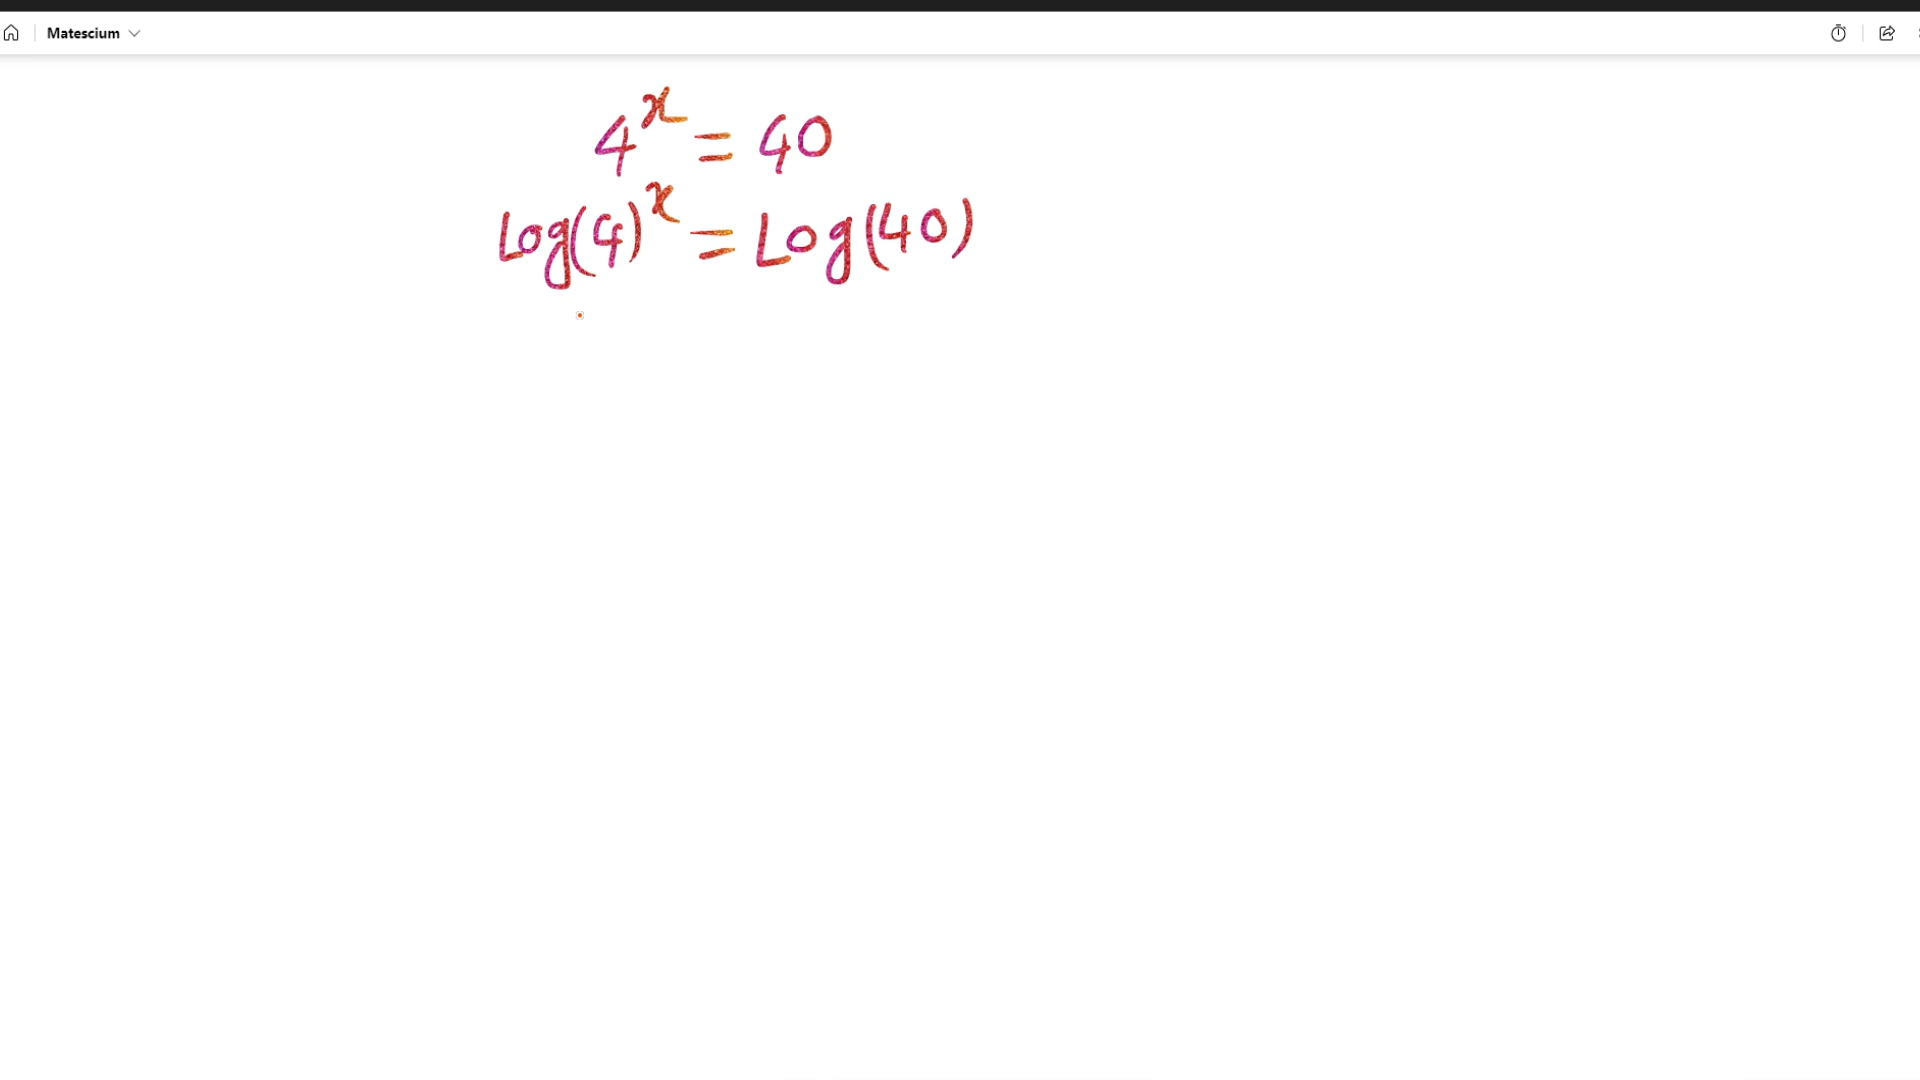 Matescium
4^x = 40
Log(4)^x = Log(40)